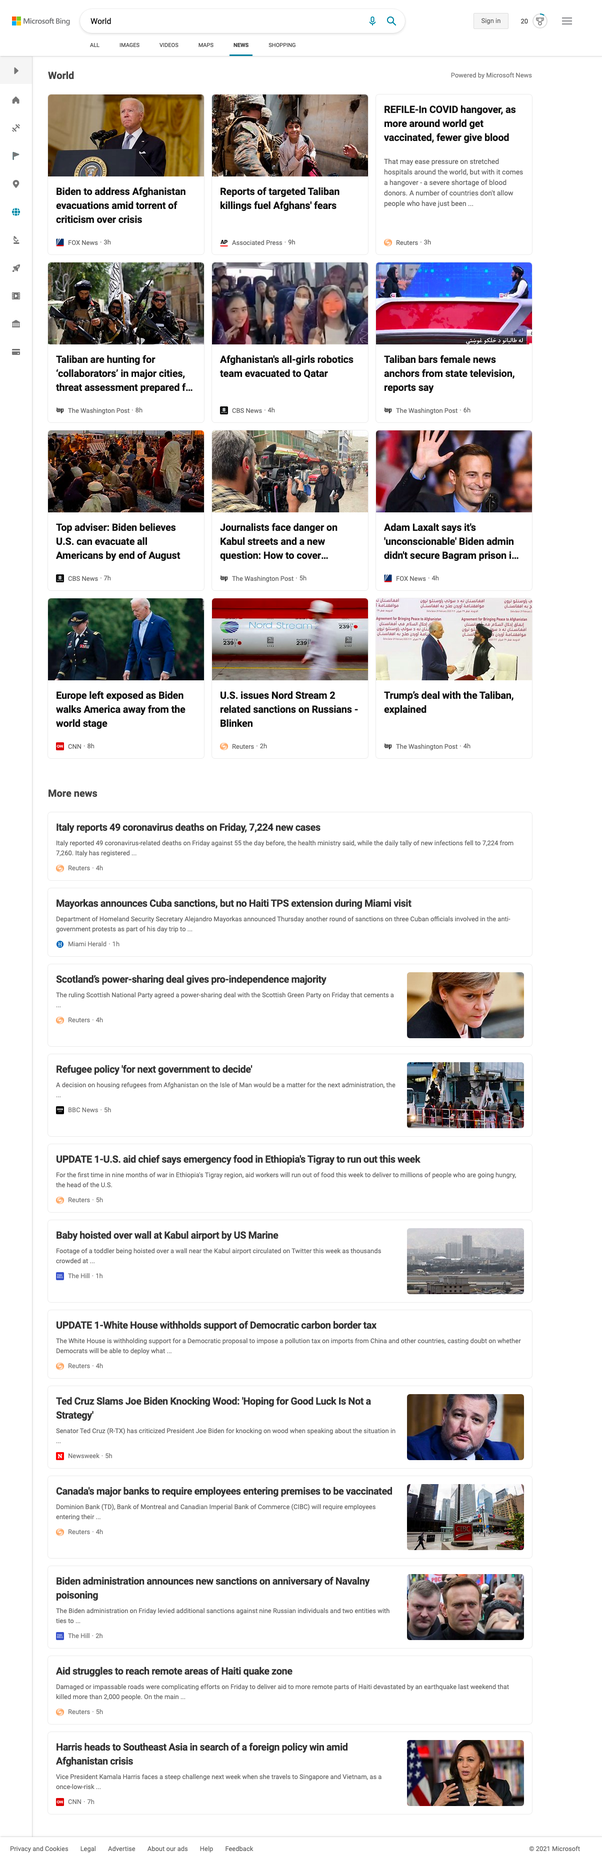 Microsoft Bing
World
Sign in
20
ALL IMAGES VIDEOS MAPS NEWS SHOPPING
World
Powered by Microsoft News
Biden to address Afghanistan
evacuations amid torrent of
criticism over crisis
FOX News · 3h
Reports of targeted Taliban
killings fuel Afghans' fears
AP Associated Press · 9h
REFILE-In COVID hangover, as
more around world get
vaccinated, fewer give blood
That may ease pressure on stretched
hospitals around the world, but with it comes
a hangover - a severe shortage of blood
donors. A number of countries don't allow
people who have just been ...
Reuters · 3h
Taliban are hunting for
‘collaborators’ in major cities,
threat assessment prepared f...
wp The Washington Post · 8h
Afghanistan's all-girls robotics
team evacuated to Qatar
CBS News · 4h
Taliban bars female news
anchors from state television,
reports say
wp The Washington Post · 6h
Top adviser: Biden believes
U.S. can evacuate all
Americans by end of August
CBS News · 7h
Journalists face danger on
Kabul streets and a new
question: How to cover...
wp The Washington Post · 5h
Adam Laxalt says it's
'unconscionable' Biden admin
didn't secure Bagram prison i...
FOX News · 4h
Europe left exposed as Biden
walks America away from the
world stage
CNN · 8h
Nord Stream
239
239
239
U.S. issues Nord Stream 2
related sanctions on Russians -
Blinken
Reuters · 2h
Agreement for Bringing Peace to Afghanistan
Trump's deal with the Taliban,
explained
wp The Washington Post · 4h
More news
Italy reports 49 coronavirus deaths on Friday, 7,224 new cases
Italy reported 49 coronavirus-related deaths on Friday against 55 the day before, the health ministry said, while the daily tally of new infections fell to 7,224 from
7,260. Italy has registered ...
Reuters · 4h
Mayorkas announces Cuba sanctions, but no Haiti TPS extension during Miami visit
Department of Homeland Security Secretary Alejandro Mayorkas announced Thursday another round of sanctions on three Cuban officials involved in the anti-
government protests as part of his day trip to ...
Miami Herald · 1h
Scotland's power-sharing deal gives pro-independence majority
The ruling Scottish National Party agreed a power-sharing deal with the Scottish Green Party on Friday that cements a
...
Reuters · 4h
Refugee policy 'for next government to decide'
A decision on housing refugees from Afghanistan on the Isle of Man would be a matter for the next administration, the
...
BBC News · 5h
UPDATE 1-U.S. aid chief says emergency food in Ethiopia's Tigray to run out this week
For the first time in nine months of war in Ethiopia's Tigray region, aid workers will run out of food this week to deliver to millions of people who are going hungry,
the head of the U.S.
Reuters · 5h
Baby hoisted over wall at Kabul airport by US Marine
Footage of a toddler being hoisted over a wall near the Kabul airport circulated on Twitter this week as thousands
crowded at ...
The Hill · 1h
UPDATE 1-White House withholds support of Democratic carbon border tax
The White House is withholding support for a Democratic proposal to impose a pollution tax on imports from China and other countries, casting doubt on whether
Democrats will be able to deploy what ...
Reuters · 4h
Ted Cruz Slams Joe Biden Knocking Wood: 'Hoping for Good Luck Is Not a
Strategy'
Senator Ted Cruz (R-TX) has criticized President Joe Biden for knocking on wood when speaking about the situation in
...
N Newsweek · 5h
Canada's major banks to require employees entering premises to be vaccinated
Dominion Bank (TD), Bank of Montreal and Canadian Imperial Bank of Commerce (CIBC) will require employees
entering their ...
Reuters · 4h
Biden administration announces new sanctions on anniversary of Navalny
poisoning
The Biden administration on Friday levied additional sanctions against nine Russian individuals and two entities with
ties to ...
The Hill · 2h
Aid struggles to reach remote areas of Haiti quake zone
Damaged or impassable roads were complicating efforts on Friday to deliver aid to more remote parts of Haiti devastated by an earthquake last weekend that
killed more than 2,000 people. On the main ...
Reuters · 5h
Harris heads to Southeast Asia in search of a foreign policy win amid
Afghanistan crisis
Vice President Kamala Harris faces a steep challenge next week when she travels to Singapore and Vietnam, as a
once-low-risk ...
CNN · 7h
Privacy and Cookies Legal Advertise About our ads Help Feedback
© 2021 Microsoft